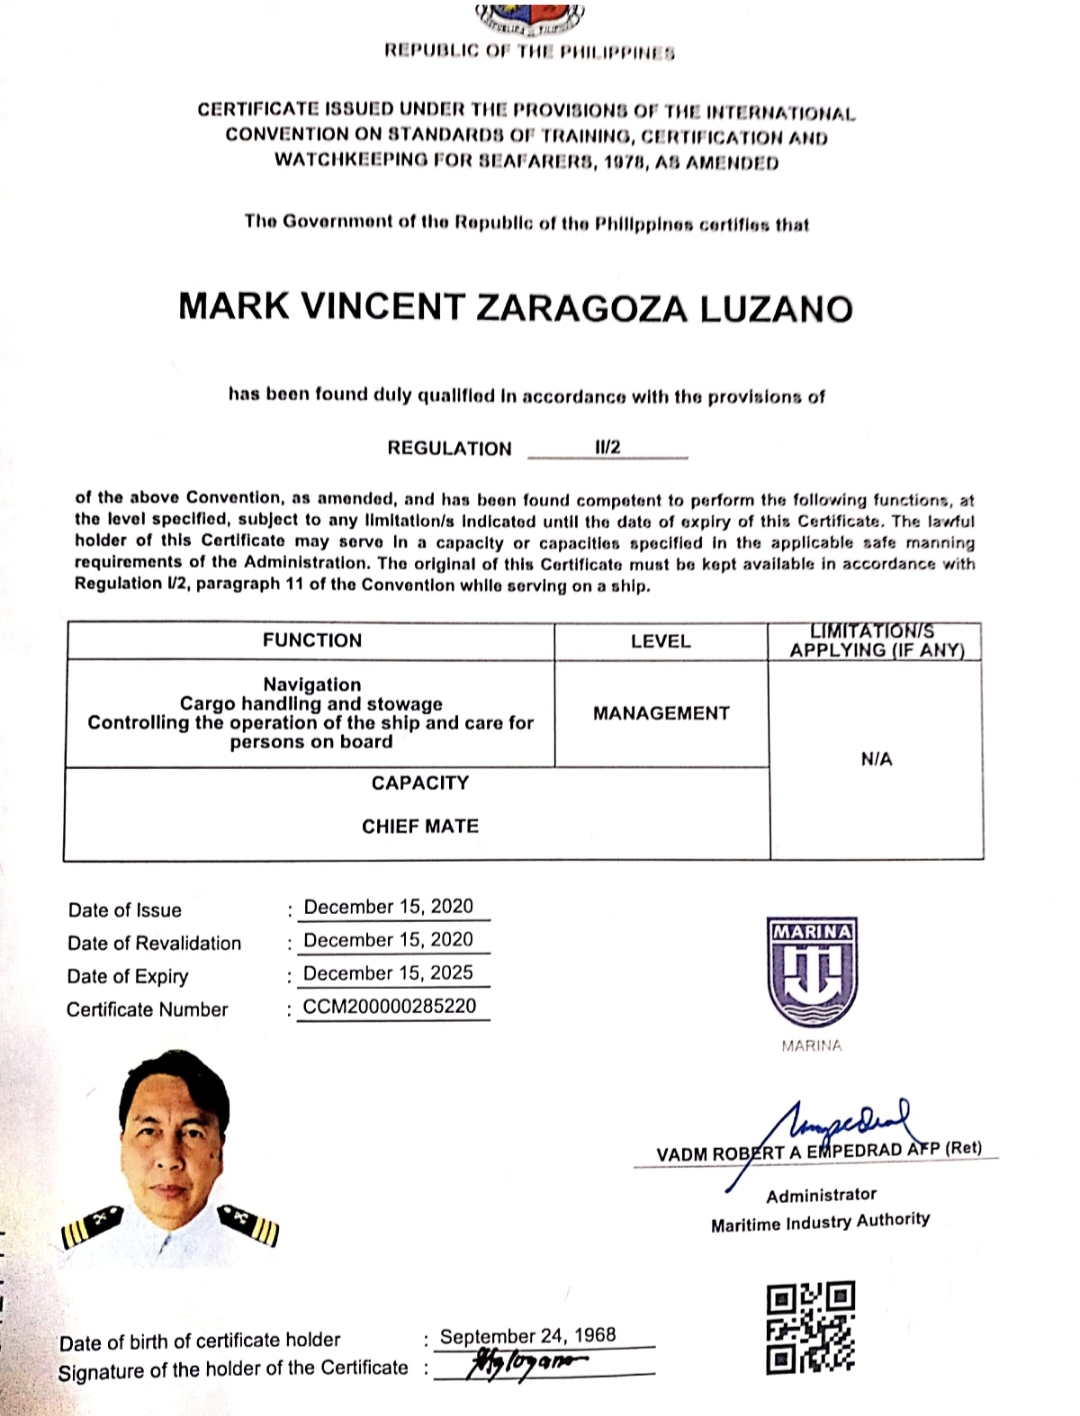 REPUBLIC OF THE PHILIPPINES
CERTIFICATE ISSUED UNDER THE PROVISIONS OF THE INTERNATIONAL
CONVENTION ON STANDARDS OF TRAINING, CERTIFICATION AND
WATCHKEEPING FOR SEAFARERS, 1978, AS AMENDED
The Government of the Republic of the Philippines certifies that
MARK VINCENT ZARAGOZA LUZANO
has been found duly qualified in accordance with the provisions of
REGULATION II/2
of the above Convention, as amended, and has been found competent to perform the following functions, at
the level specified, subject to any limitation/s indicated until the date of expiry of this Certificate. The lawful
holder of this Certificate may serve in a capacity or capacities specified in the applicable safe manning
requirements of the Administration. The original of this Certificate must be kept available in accordance with
Regulation I/2, paragraph 11 of the Convention while serving on a ship.
FUNCTION LEVEL LIMITATION/S
APPLYING (IF ANY)
Navigation
Cargo handling and stowage
Controlling the operation of the ship and care for
persons on board
MANAGEMENT
N/A
CAPACITY
CHIEF MATE
Date of Issue : December 15, 2020
Date of Revalidation : December 15, 2020
Date of Expiry : December 15, 2025
Certificate Number : CCM200000285220
MARINA
MARINA
VADM ROBERT A EMPEDRAD AFP (Ret)
Administrator
Maritime Industry Authority
Date of birth of certificate holder : September 24, 1968
Signature of the holder of the Certificate :